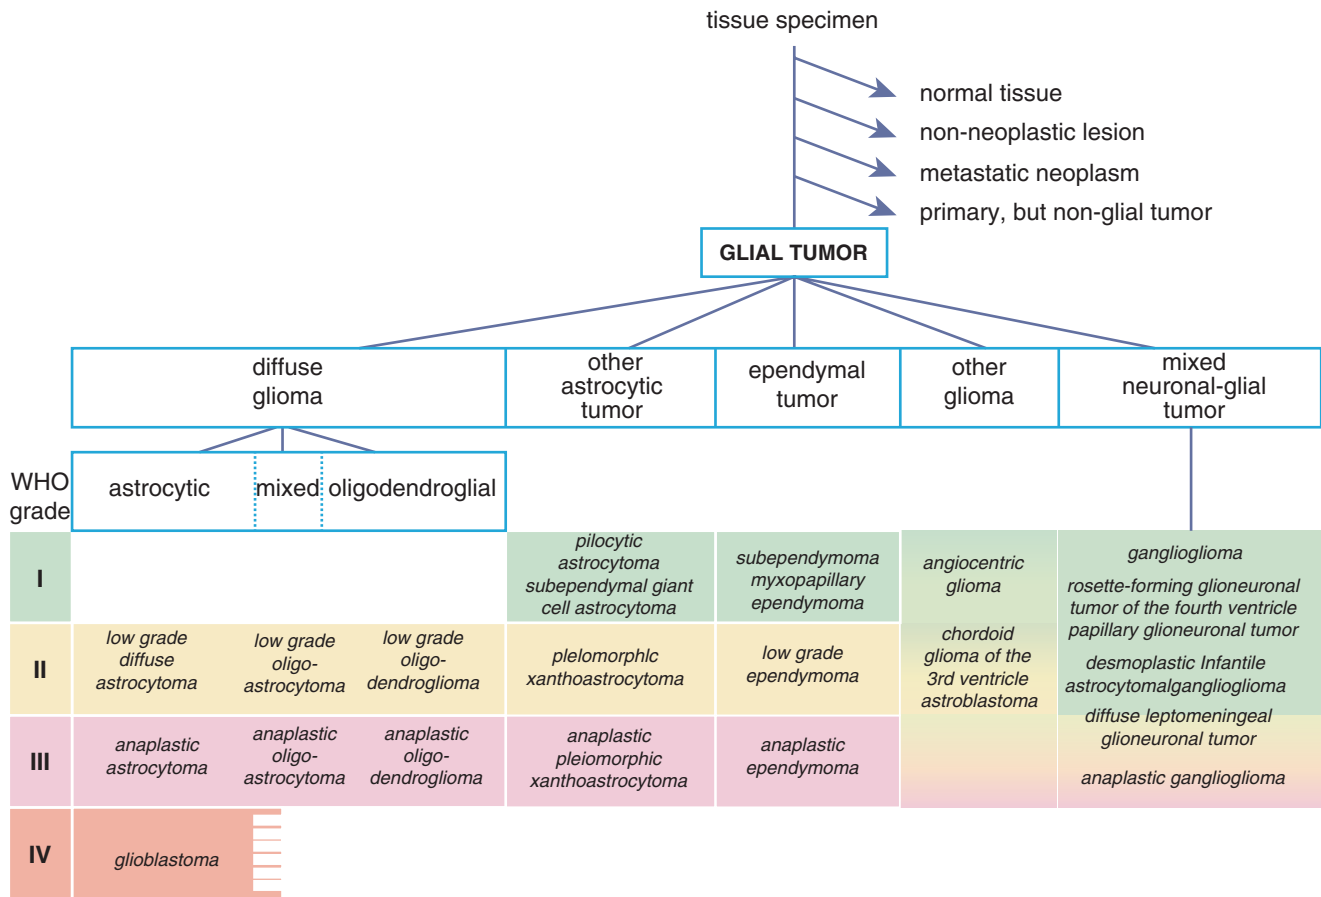 tissue specimen
normal tissue
non-neoplastic lesion
metastatic neoplasm
primary, but non-glial tumor
GLIAL TUMOR
diffuse
glioma
other
astrocytic
tumor
ependymal
tumor
other
glioma
mixed
neuronal-glial
tumor
WHO
grade
astrocytic
mixed
oligodendroglial
I
pilocytic
astrocytoma
subependymal giant
cell astrocytoma
subependymoma
myxopapillary
ependymoma
angiocentric
glioma
ganglioglioma
rosette-forming glioneuronal
tumor of the fourth ventricle
papillary glioneuronal tumor
desmoplastic Infantile
astrocytomalganglioglioma
II
low grade
diffuse
astrocytoma
low grade
oligo-
astrocytoma
low grade
oligo-
dendroglioma
plelomorphlc
xanthoastrocytoma
low grade
ependymoma
chordoid
glioma of the
3rd ventricle
astroblastoma
diffuse leptomeningeal
glioneuronal tumor
III
anaplastic
astrocytoma
anaplastic
oligo-
astrocytoma
anaplastic
oligo-
dendroglioma
anaplastic
pleiomorphic
xanthoastrocytoma
anaplastic
ependymoma
anaplastic ganglioglioma
IV
glioblastoma